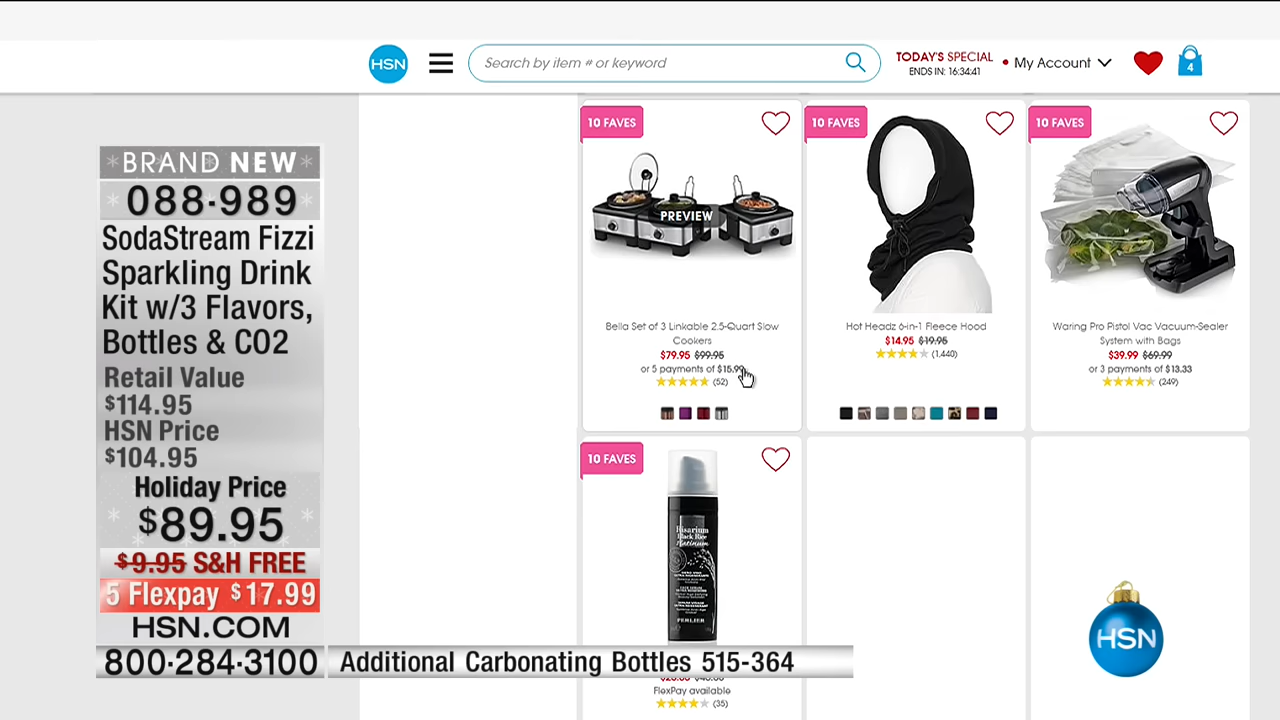 HSN
Search by item # or keyword
TODAY'S SPECIAL
ENDS IN: 16:34:41
My Account
4
BRAND NEW
088-989
SodaStream Fizzi
Sparkling Drink
Kit w/3 Flavors,
Bottles & CO2
Retail Value
$114.95
HSN Price
$104.95
Holiday Price
$89.95
$9.95 S&H FREE
5 Flexpay $17.99
HSN.COM
800-284-3100
Additional Carbonating Bottles 515-364
10 FAVES
PREVIEW
Bella Set of 3 Linkable 2.5-Quart Slow
Cookers
$79.95 $99.95
or 5 payments of $15.99
(52)
10 FAVES
Hot Headz 6-in-1 Fleece Hood
$14.95 $19.95
(1,440)
10 FAVES
Waring Pro Pistol Vac Vacuum-Sealer
System with Bags
$39.99 $69.99
or 3 payments of $13.33
(249)
10 FAVES
Risarium
Black Rice
Platinum
PERLIER
FlexPay available
(35)
HSN